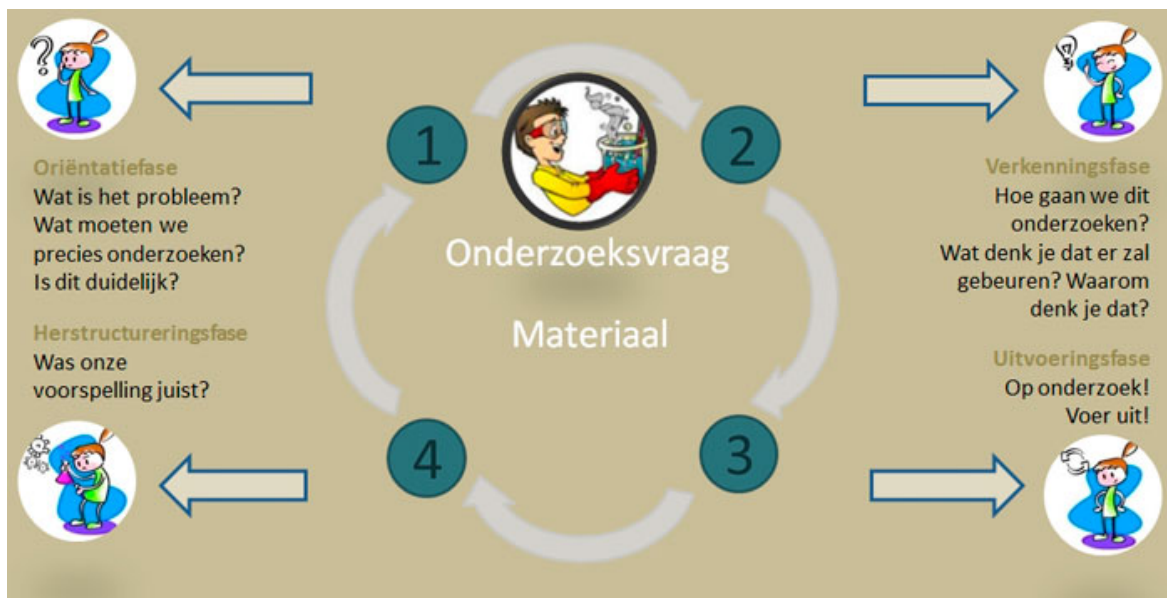 ?
1
2
Oriëntatiefase
Wat is het probleem?
Wat moeten we
precies onderzoeken?
Is dit duidelijk?
Onderzoeksvraag
Materiaal
Verkenningsfase
Hoe gaan we dit
onderzoeken?
Wat denk je dat er zal
gebeuren? Waarom
denk je dat?
Herstructureringsfase
Was onze
voorspelling juist?
Uitvoeringsfase
Op onderzoek!
Voer uit!
4
3